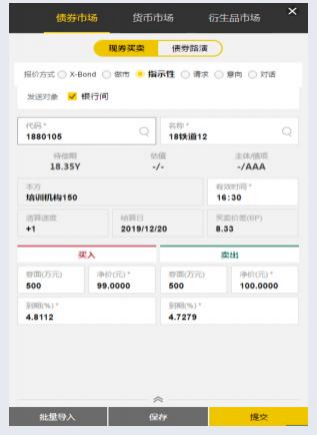 债券市场 货币市场 衍生品市场 ×
现券买卖 债券路演
报价方式 X-Bond 做市 指示性 请求 意向 对话
发送对象 银行间
代码* 名称*
1880105 18铁道12
待偿期 估值 主体/债项
18.35Y -/- -/AAA
本方 有效时间*
培训机构150 16:30
清算速度 结算日 买卖价差(BP)
+1 2019/12/20 8.33
买入 卖出
券面(万元) 净价(元)* 券面(万元) 净价(元)*
500 99.0000 500 100.0000
到期(%)* 到期(%)*
4.8112 4.7279
批量导入 保存 提交